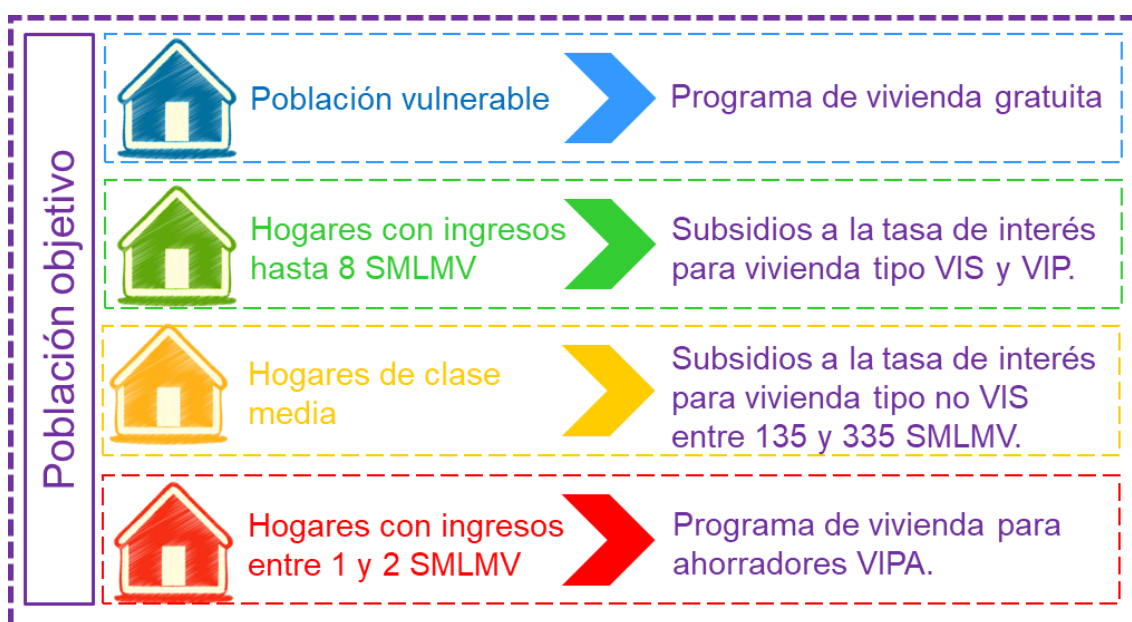 Población objetivo
Población vulnerable
Programa de vivienda gratuita
Hogares con ingresos
hasta 8 SMLMV
Subsidios a la tasa de interés
para vivienda tipo VIS y VIP.
Hogares de clase
media
Subsidios a la tasa de interés
para vivienda tipo no VIS
entre 135 y 335 SMLMV.
Hogares con ingresos
entre 1 y 2 SMLMV
Programa de vivienda para
ahorradores VIPA.